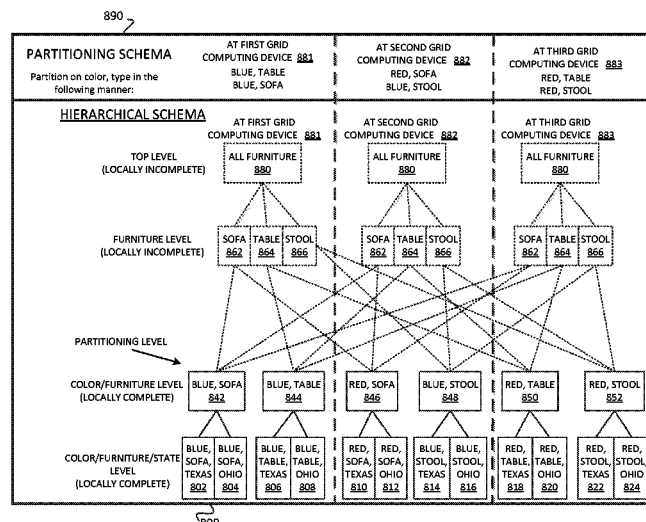 890
PARTITIONING SCHEMA
Partition on color, type in the
following manner:
AT FIRST GRID
COMPUTING DEVICE 881
BLUE, TABLE
BLUE, SOFA
AT SECOND GRID
COMPUTING DEVICE 882
RED, SOFA
BLUE, STOOL
AT THIRD GRID
COMPUTING DEVICE 883
RED, TABLE
RED, STOOL
HIERARCHICAL SCHEMA
AT FIRST GRID
COMPUTING DEVICE 881
AT SECOND GRID
COMPUTING DEVICE 882
AT THIRD GRID
COMPUTING DEVICE 883
TOP LEVEL
(LOCALLY INCOMPLETE)
ALL FURNITURE
880
ALL FURNITURE
880
ALL FURNITURE
880
FURNITURE LEVEL
(LOCALLY INCOMPLETE)
SOFA
862
TABLE
864
STOOL
866
SOFA
862
TABLE
864
STOOL
866
SOFA
862
TABLE
864
STOOL
866
PARTITIONING LEVEL
COLOR/FURNITURE LEVEL
(LOCALLY COMPLETE)
BLUE, SOFA
842
BLUE, TABLE
844
RED, SOFA
846
BLUE, STOOL
848
RED, TABLE
850
RED, STOOL
852
COLOR/FURNITURE/STATE
LEVEL
(LOCALLY COMPLETE)
BLUE,
SOFA,
TEXAS
802
BLUE,
SOFA,
OHIO
804
BLUE,
TABLE,
TEXAS
806
BLUE,
TABLE,
OHIO
808
RED,
SOFA,
TEXAS
810
RED,
SOFA,
OHIO
812
BLUE,
STOOL,
TEXAS
814
BLUE,
STOOL,
OHIO
816
RED,
TABLE,
TEXAS
818
RED,
TABLE,
OHIO
820
RED,
STOOL,
TEXAS
822
RED,
STOOL,
OHIO
824